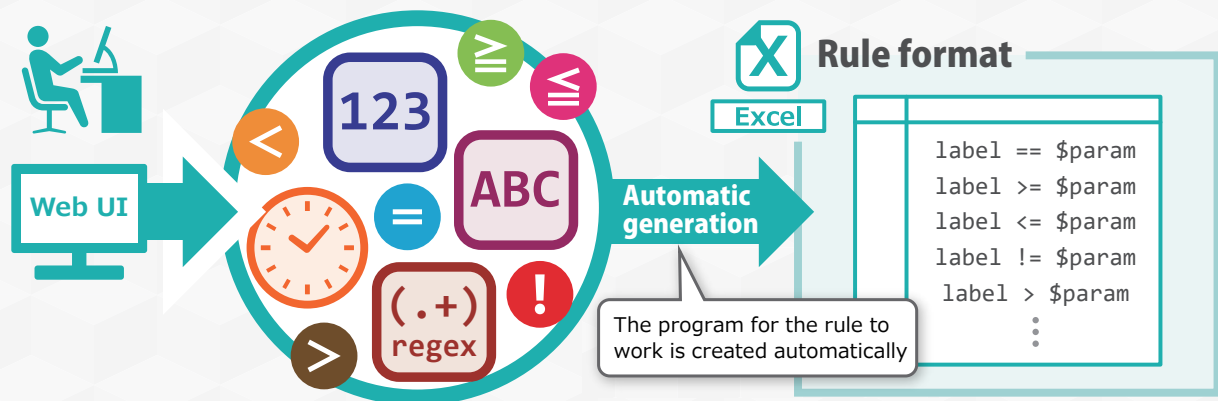 Web UI
<
123
≧
≦
=
ABC
(.+)
regex
!
>
Automatic
generation
The program for the rule to
work is created automatically
X
Excel
Rule format
label == $param
label >= $param
label <= $param
label != $param
label > $param
⋮